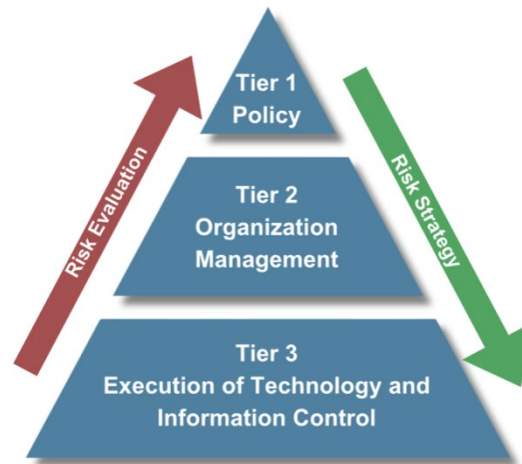 Tier 1
Policy
Risk Evaluation
Risk Strategy
Tier 2
Organization
Management
Tier 3
Execution of Technology and
Information Control